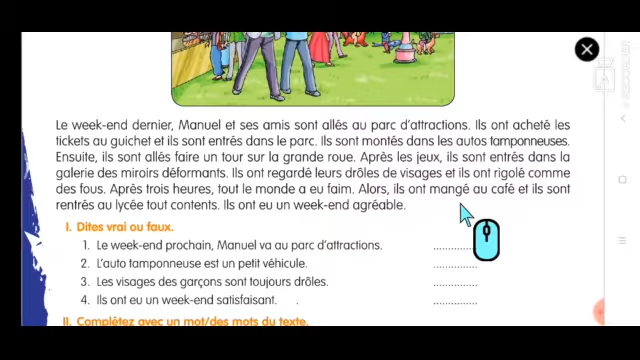 Le week-end dernier, Manuel et ses amis sont allés au parc d'attractions. Ils ont acheté les
tickets au guichet et ils sont entrés dans le parc. Ils sont montés dans les autos tamponneuses.
Ensuite, ils sont allés faire un tour sur la grande roue. Après les jeux, ils sont entrés dans la
galerie des miroirs déformants. Ils ont regardé leurs drôles de visages et ils ont rigolé comme
des fous. Après trois heures, tout le monde a eu faim. Alors, ils ont mangé au café et ils sont
rentrés au lycée tout contents. Ils ont eu un week-end agréable.
I. Dites vrai ou faux.
1. Le week-end prochain, Manuel va au parc d'attractions. ...............
2. L'auto tamponneuse est un petit véhicule. ...............
3. Les visages des garçons sont toujours drôles. ...............
4. Ils ont eu un week-end satisfaisant. . ...............
II. Complétez avec un mot/des mots du texte.